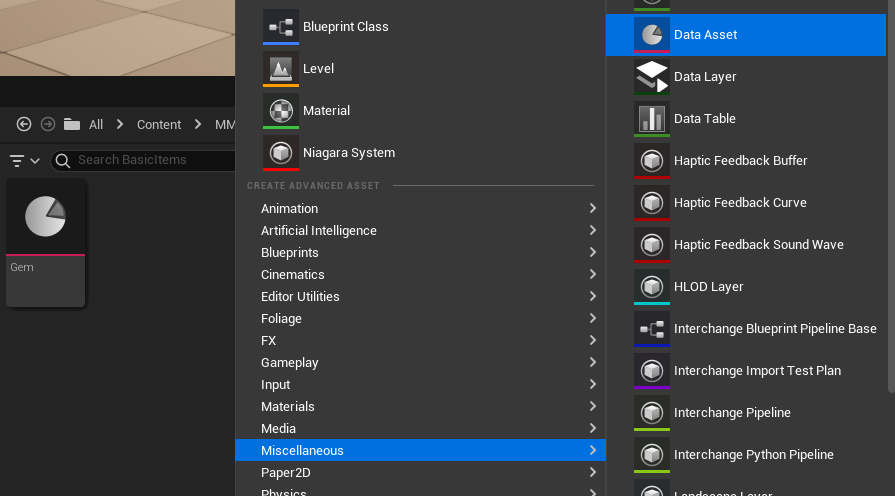 All
Content
MM
Search BasicItems
Gem
Blueprint Class
Level
Material
Niagara System
CREATE ADVANCED ASSET
Animation
Artificial Intelligence
Blueprints
Cinematics
Editor Utilities
Foliage
FX
Gameplay
Input
Materials
Media
Miscellaneous
Paper2D
Physics
Data Asset
Data Layer
Data Table
Haptic Feedback Buffer
Haptic Feedback Curve
Haptic Feedback Sound Wave
HLOD Layer
Interchange Blueprint Pipeline Base
Interchange Import Test Plan
Interchange Pipeline
Interchange Python Pipeline
Landscape Layer